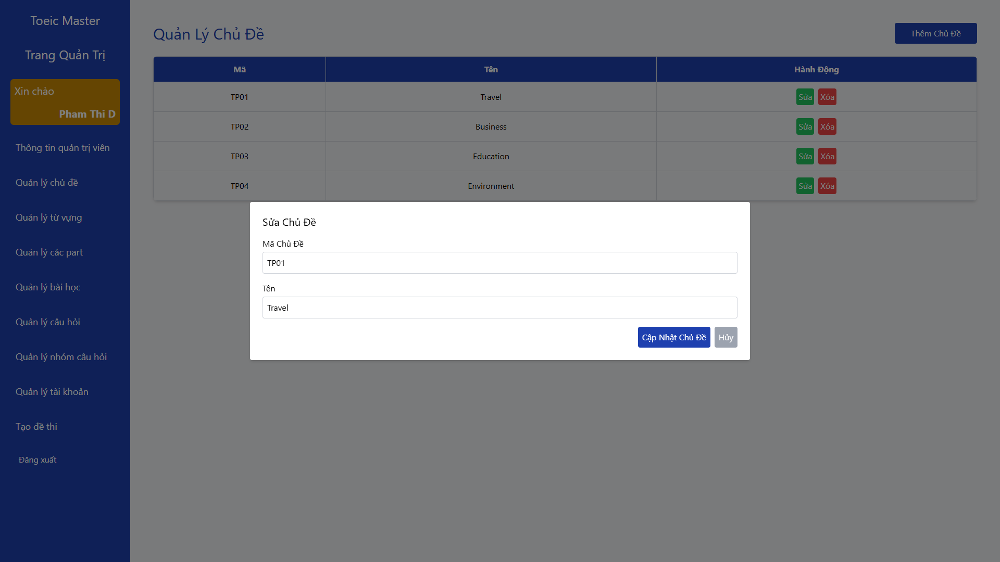 Toeic Master
Trang Quản Trị
Xin chào
Pham Thi D
Thông tin quản trị viên
Quản lý chủ đề
Quản lý từ vựng
Quản lý các part
Quản lý bài học
Quản lý câu hỏi
Quản lý nhóm câu hỏi
Quản lý tài khoản
Tạo đề thi
Đăng xuất
Quản Lý Chủ Đề
Thêm Chủ Đề
Mã Tên Hành Động
TP01 Travel Sửa Xóa
TP02 Business Sửa Xóa
TP03 Education Sửa Xóa
TP04 Environment Sửa Xóa
Sửa Chủ Đề
Mã Chủ Đề
TP01
Tên
Travel
Cập Nhật Chủ Đề Hủy